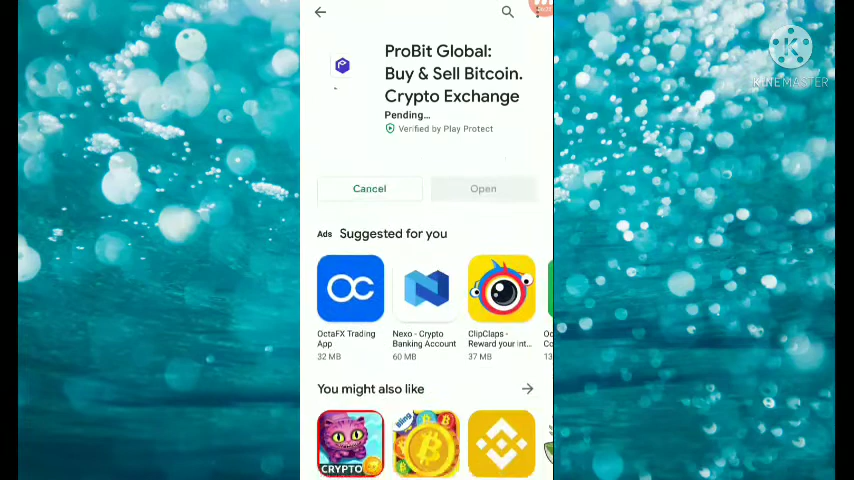 ProBit Global:
Buy & Sell Bitcoin.
Crypto Exchange
Pending...
Verified by Play Protect
KINEMASTER
Cancel
Open
Ads Suggested for you
OctaFX Trading
App
32 MB
Nexo - Crypto
Banking Account
60 MB
ClipClaps -
Reward your int...
37 MB
You might also like
CRYPTO
Bling